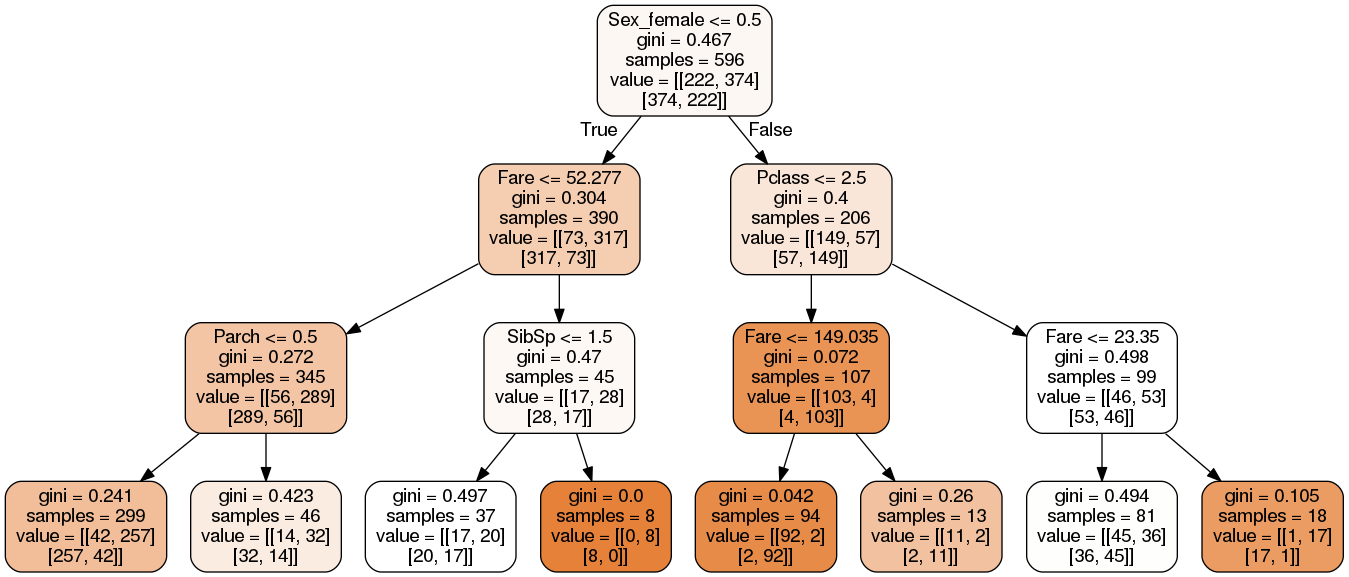 Sex_female <= 0.5
gini = 0.467
samples = 596
value = [[222, 374]
[374, 222]]
True
False
Fare <= 52.277
gini = 0.304
samples = 390
value = [[73, 317]
[317, 73]]
Pclass <= 2.5
gini = 0.4
samples = 206
value = [[149, 57]
[57, 149]]
Parch <= 0.5
gini = 0.272
samples = 345
value = [[56, 289]
[289, 56]]
SibSp <= 1.5
gini = 0.47
samples = 45
value = [[17, 28]
[28, 17]]
Fare <= 149.035
gini = 0.072
samples = 107
value = [[103, 4]
[4, 103]]
Fare <= 23.35
gini = 0.498
samples = 99
value = [[46, 53]
[53, 46]]
gini = 0.241
samples = 299
value = [[42, 257]
[257, 42]]
gini = 0.423
samples = 46
value = [[14, 32]
[32, 14]]
gini = 0.497
samples = 37
value = [[17, 20]
[20, 17]]
gini = 0.0
samples = 8
value = [[0, 8]
[8, 0]]
gini = 0.042
samples = 94
value = [[92, 2]
[2, 92]]
gini = 0.26
samples = 13
value = [[11, 2]
[2, 11]]
gini = 0.494
samples = 81
value = [[45, 36]
[36, 45]]
gini = 0.105
samples = 18
value = [[1, 17]
[17, 1]]